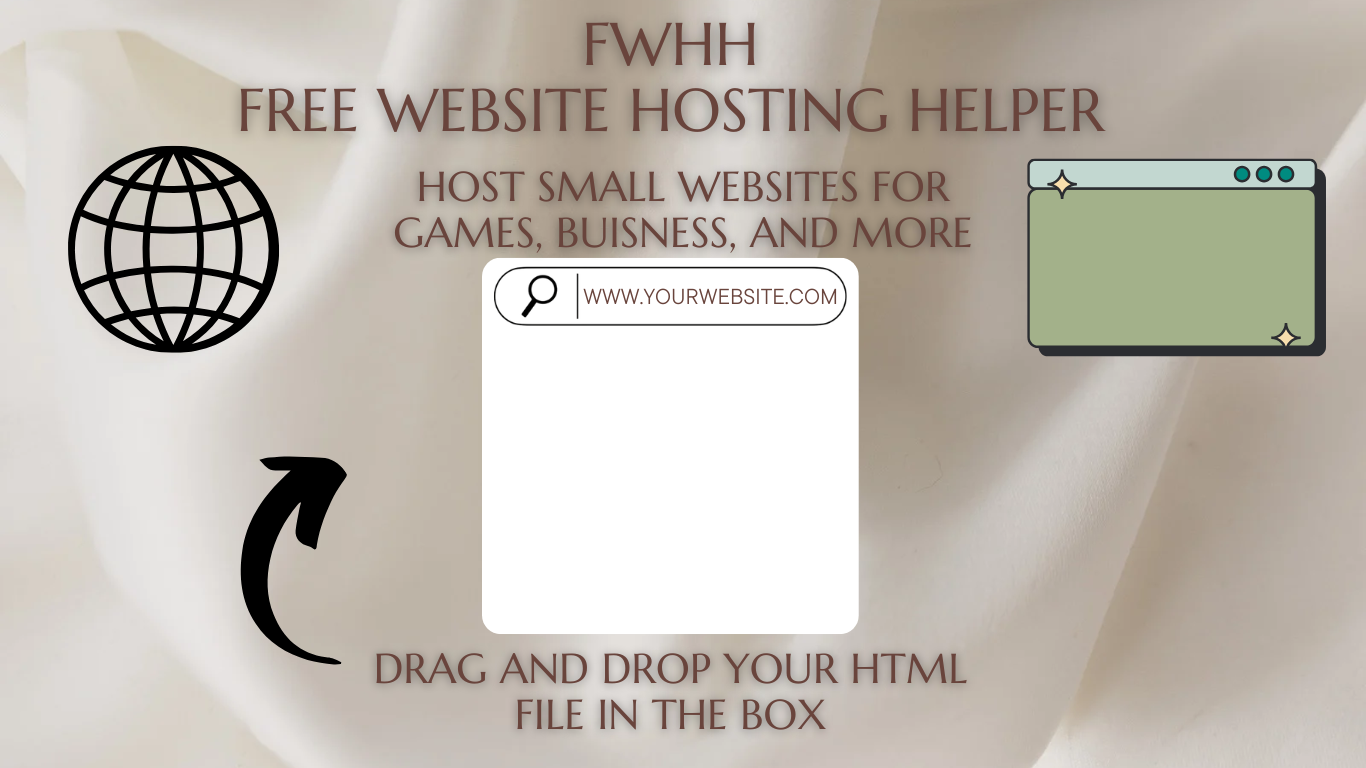 FWHH
FREE WEBSITE HOSTING HELPER
HOST SMALL WEBSITES FOR
GAMES, BUISNESS, AND MORE
WWW.YOURWEBSITE.COM
DRAG AND DROP YOUR HTML
FILE IN THE BOX